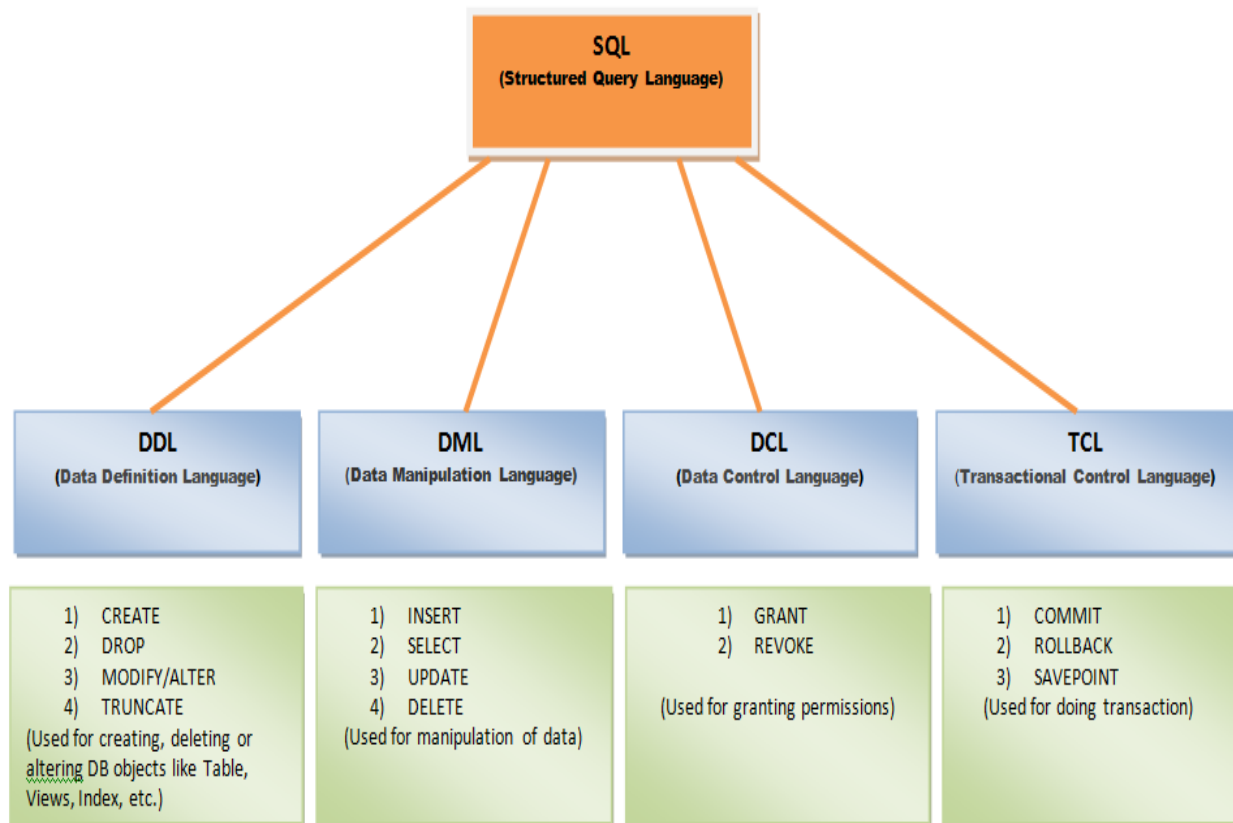 SQL
(Structured Query Language)
DDL
(Data Definition Language)
DML
(Data Manipulation Language)
DCL
(Data Control Language)
TCL
(Transactional Control Language)
1) CREATE
2) DROP
3) MODIFY/ALTER
4) TRUNCATE
(Used for creating, deleting or
altering DB objects like Table,
Views, Index, etc.)
1) INSERT
2) SELECT
3) UPDATE
4) DELETE
(Used for manipulation of data)
1) GRANT
2) REVOKE
(Used for granting permissions)
1) COMMIT
2) ROLLBACK
3) SAVEPOINT
(Used for doing transaction)